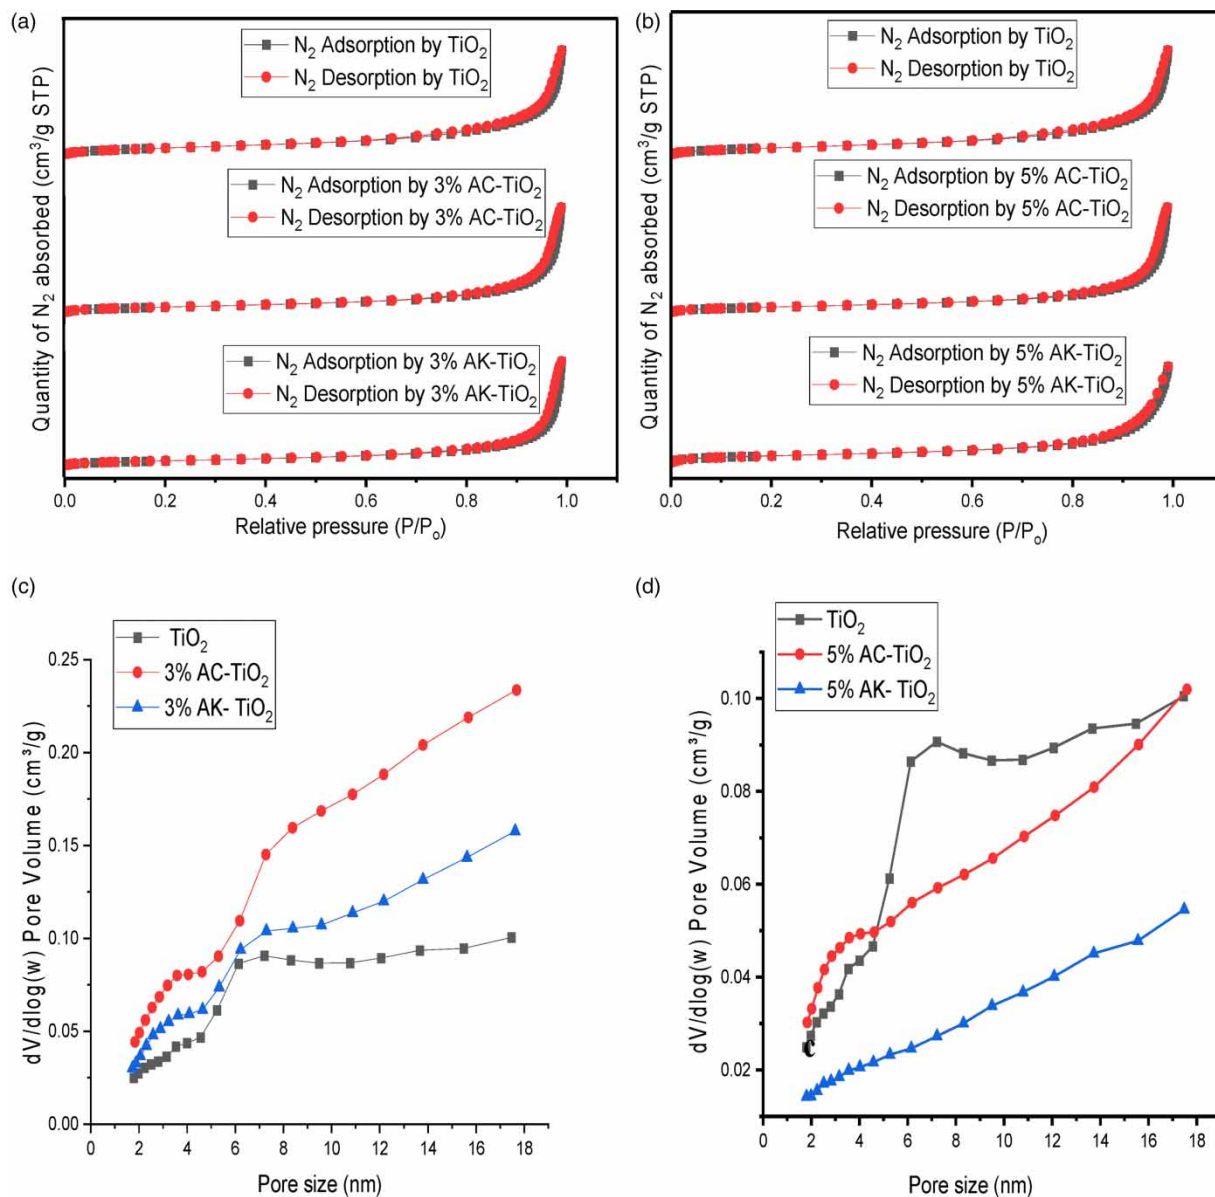 (a)
N₂ Adsorption by TiO₂
N₂ Desorption by TiO₂
N₂ Adsorption by 3% AC-TiO₂
N₂ Desorption by 3% AC-TiO₂
N₂ Adsorption by 3% AK-TiO₂
N₂ Desorption by 3% AK-TiO₂
Quantity of N₂ absorbed (cm³/g STP)
0.0 0.2 0.4 0.6 0.8 1.0
Relative pressure (P/Pₒ)
(b)
N₂ Adsorption by TiO₂
N₂ Desorption by TiO₂
N₂ Adsorption by 5% AC-TiO₂
N₂ Desorption by 5% AC-TiO₂
N₂ Adsorption by 5% AK-TiO₂
N₂ Desorption by 5% AK-TiO₂
Quantity of N₂ absorbed (cm³/g STP)
0.0 0.2 0.4 0.6 0.8 1.0
Relative pressure (P/Pₒ)
(c)
TiO₂
3% AC-TiO₂
3% AK- TiO₂
dV/dlog(w) Pore Volume (cm³/g)
0.25
0.20
0.15
0.10
0.05
0.00
0 2 4 6 8 10 12 14 16 18
Pore size (nm)
(d)
TiO₂
5% AC-TiO₂
5% AK- TiO₂
dV/dlog(w) Pore Volume (cm³/g)
0.10
0.08
0.06
0.04
0.02
0 2 4 6 8 10 12 14 16 18
Pore size (nm)